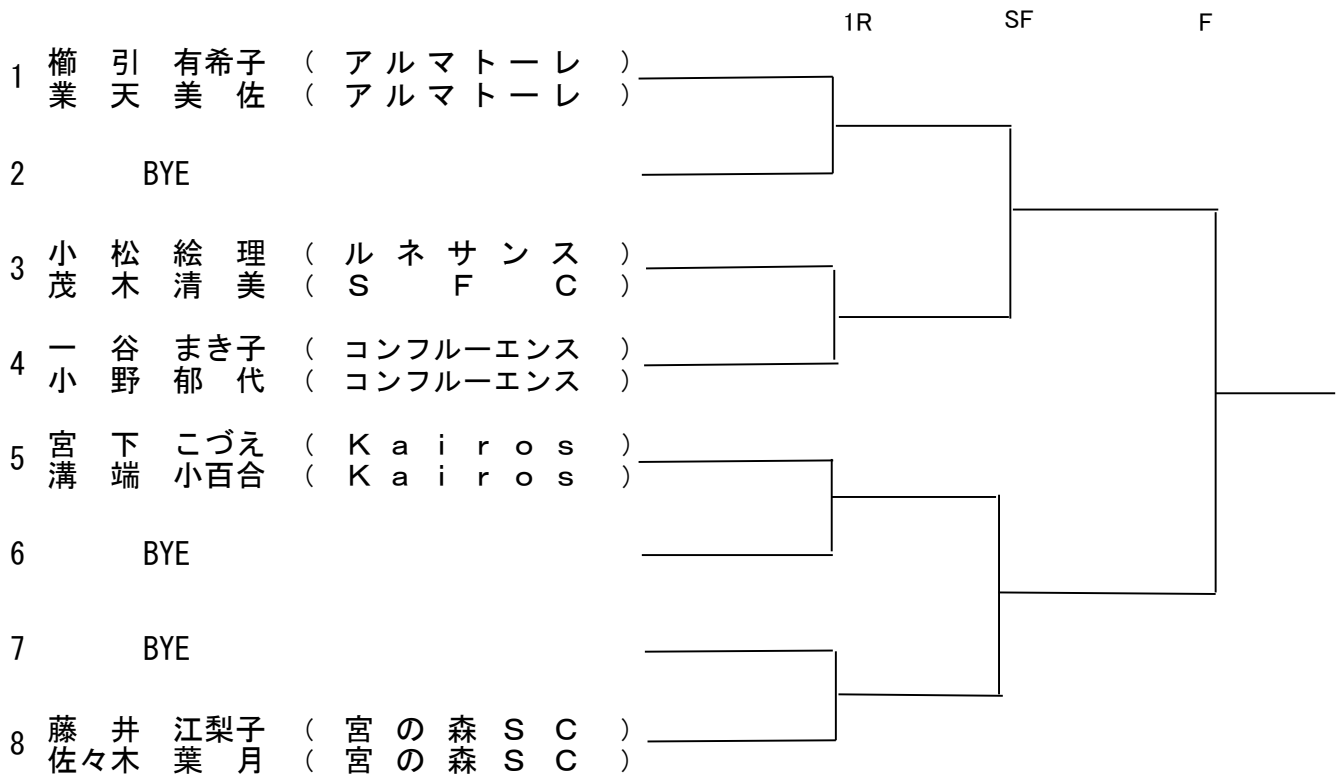 1R SF F
1 櫛引 有希子 (アルマトーレ)
業天 美佐 (アルマトーレ)
2 BYE
3 小松 絵理 (ルネサンス)
茂木 清美 (SFC)
4 一谷 まき子 (コンフルーエンス)
小野 郁代 (コンフルーエンス)
5 宮下 こづえ (Kairos)
溝端 小百合 (Kairos)
6 BYE
7 BYE
8 藤井 江梨子 (宮の森SC)
佐々木 葉月 (宮の森SC)